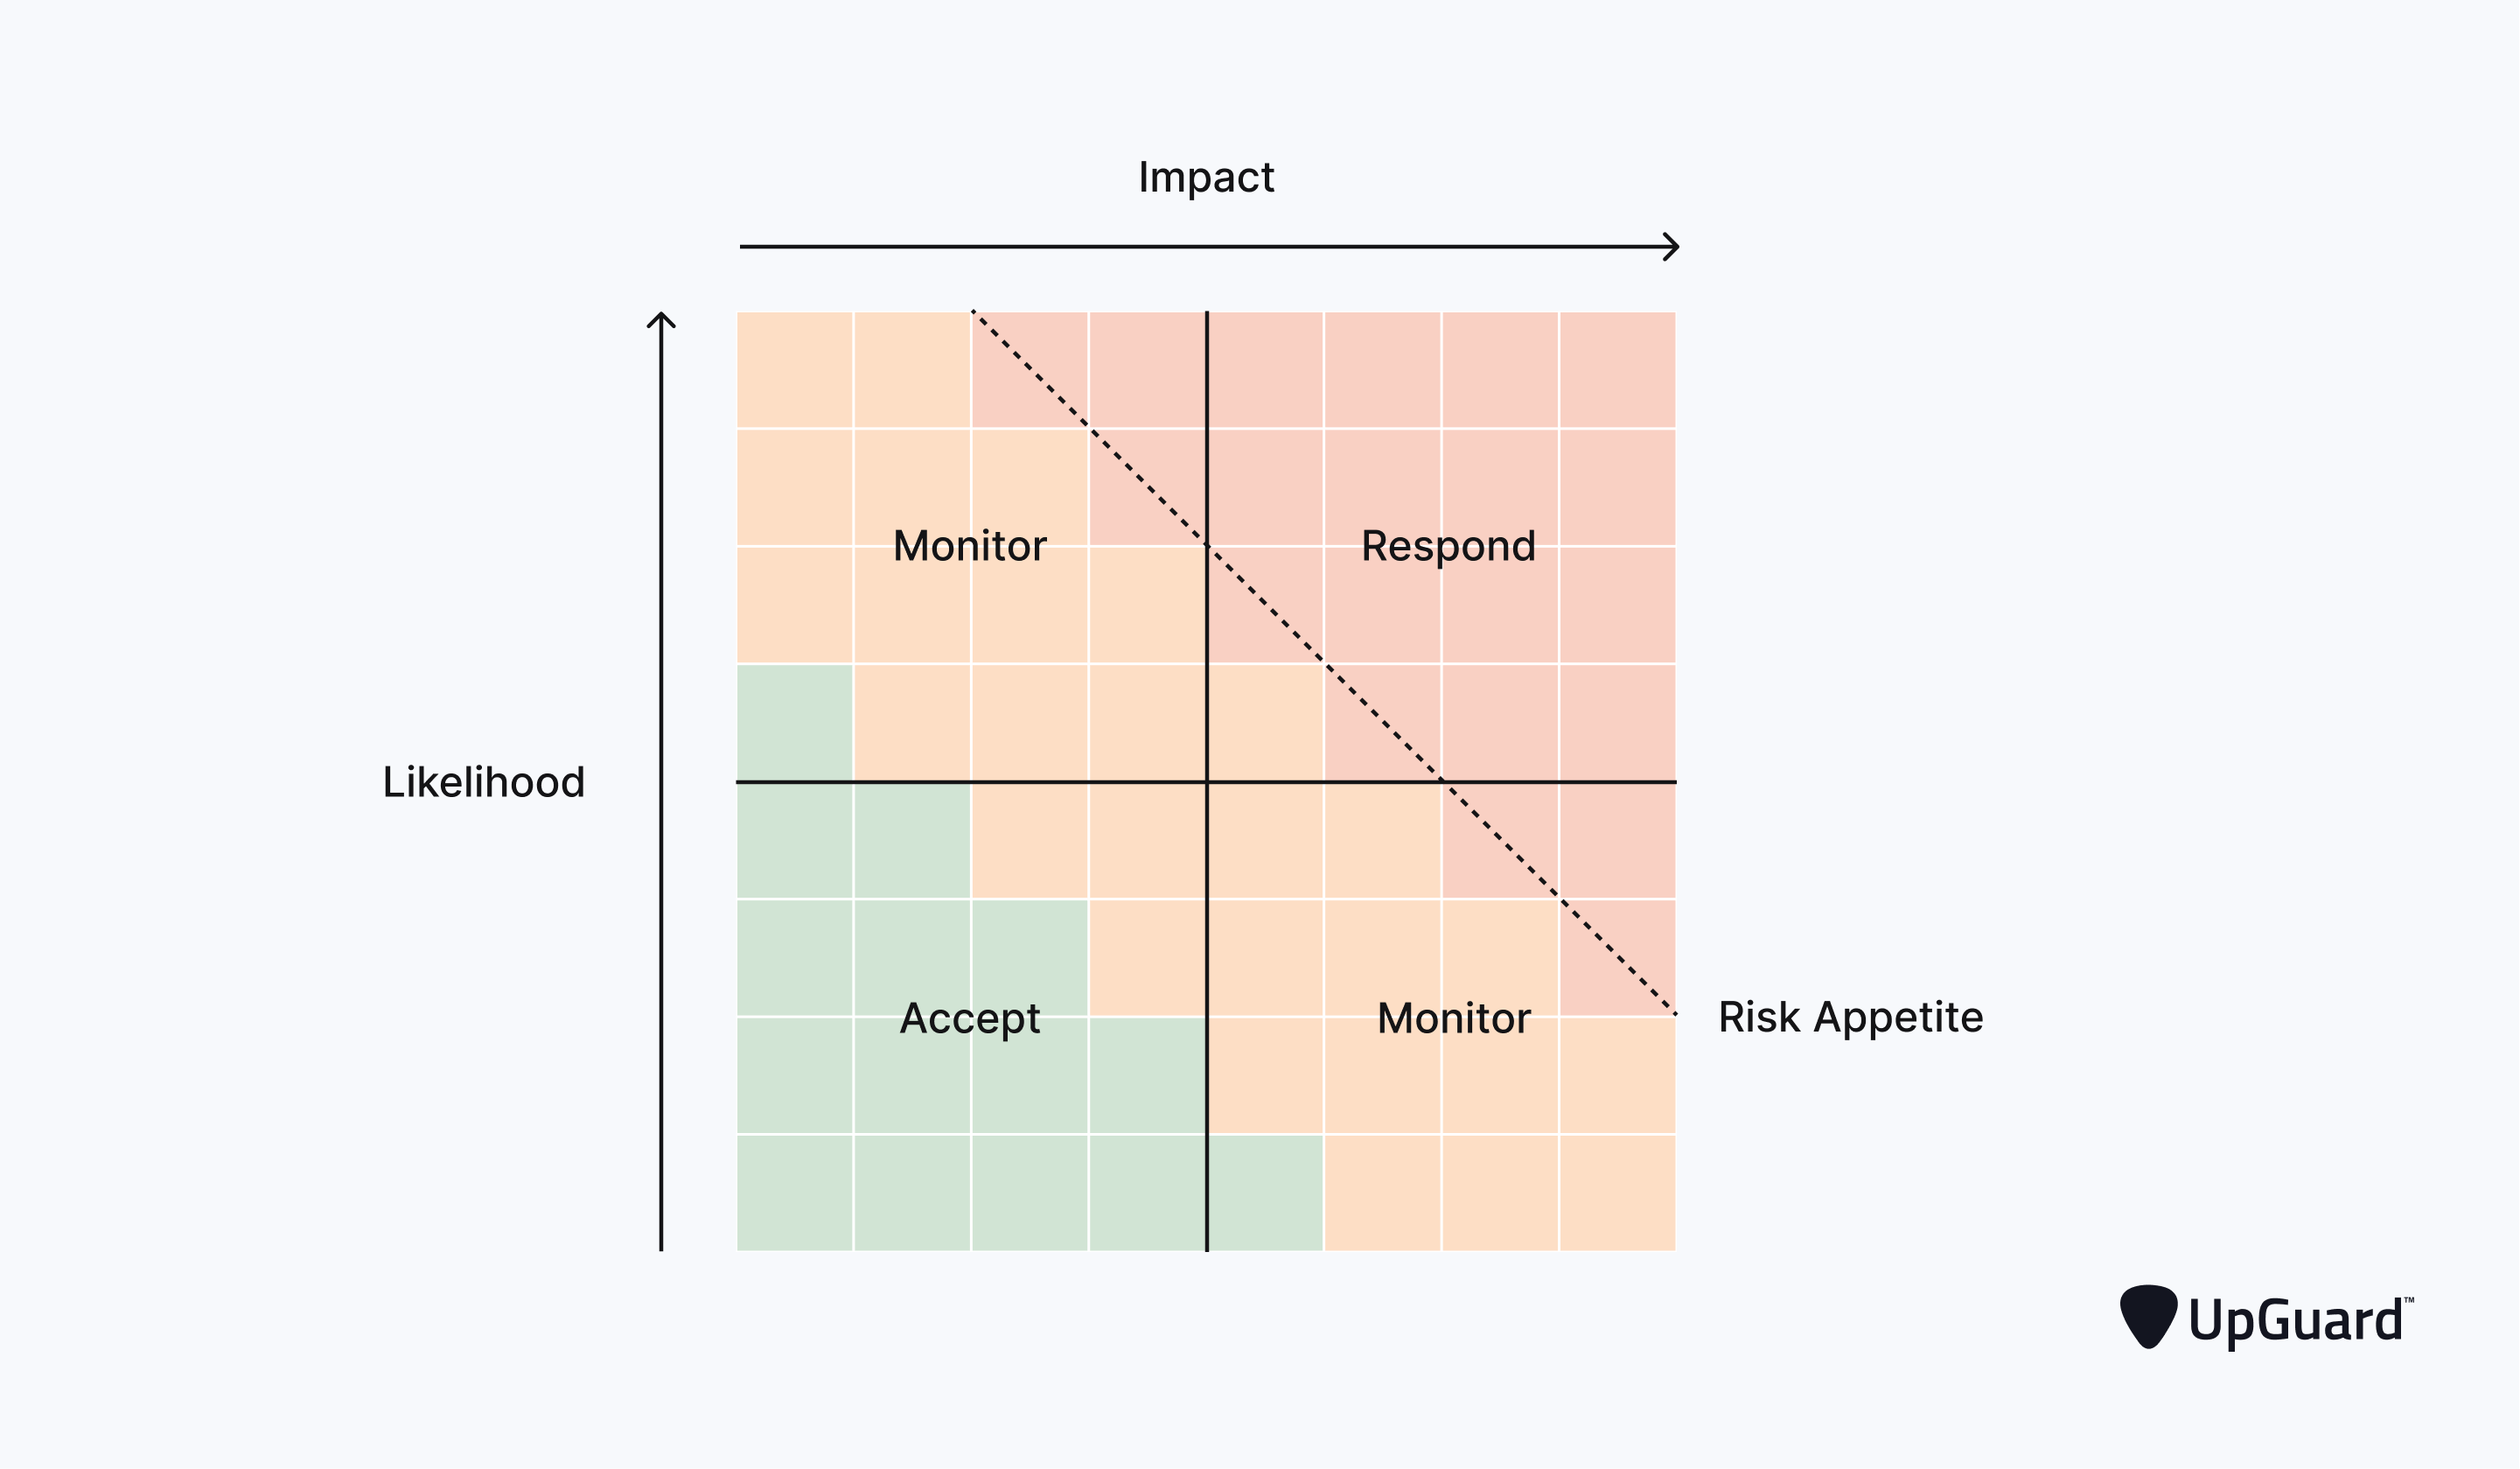 Impact
Monitor
Respond
Likelihood
Accept
Monitor
Risk Appetite
UpGuard™